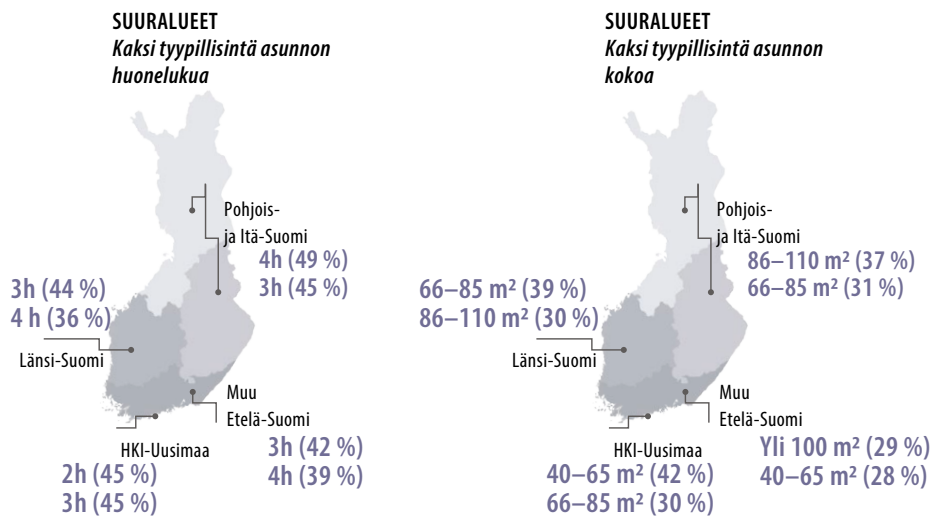 SUURALUEET
Kaksi tyypillisintä asunnon
huonelukua
Pohjois-
ja Itä-Suomi
4h (49 %)
3h (45 %)
3h (44 %)
4 h (36 %)
Länsi-Suomi
Muu
Etelä-Suomi
3h (42 %)
4h (39 %)
HKI-Uusimaa
2h (45 %)
3h (45 %)
SUURALUEET
Kaksi tyypillisintä asunnon
kokoa
Pohjois-
ja Itä-Suomi
86–110 m² (37 %)
66–85 m² (31 %)
66–85 m² (39 %)
86–110 m² (30 %)
Länsi-Suomi
Muu
Etelä-Suomi
Yli 100 m² (29 %)
40–65 m² (28 %)
HKI-Uusimaa
40–65 m² (42 %)
66–85 m² (30 %)